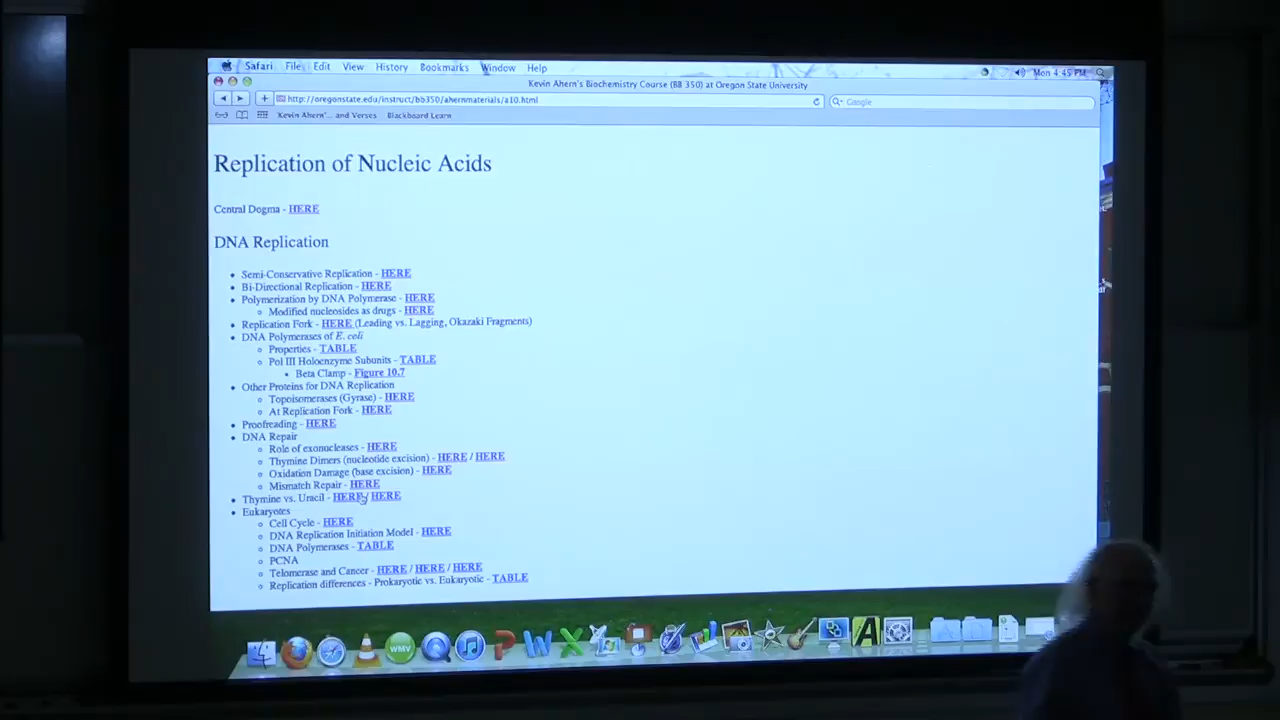 Safari File Edit View History Bookmarks Window Help Mon 4:45 PM
Kevin Ahern's Biochemistry Course (BB 350) at Oregon State University
http://oregonstate.edu/instruct/bb350/ahernmaterials/a10.html Google
Kevin Ahern'... and Verses Blackboard Learn
Replication of Nucleic Acids
Central Dogma - HERE
DNA Replication
• Semi-Conservative Replication - HERE
• Bi-Directional Replication - HERE
• Polymerization by DNA Polymerase - HERE
◦ Modified nucleosides as drugs - HERE
• Replication Fork - HERE (Leading vs. Lagging, Okazaki Fragments)
• DNA Polymerases of E. coli
◦ Properties - TABLE
◦ Pol III Holoenzyme Subunits - TABLE
▪ Beta Clamp - Figure 10.7
• Other Proteins for DNA Replication
◦ Topoisomerases (Gyrase) - HERE
◦ At Replication Fork - HERE
• Proofreading - HERE
• DNA Repair
◦ Role of exonucleases - HERE
◦ Thymine Dimers (nucleotide excision) - HERE / HERE
◦ Oxidation Damage (base excision) - HERE
◦ Mismatch Repair - HERE
• Thymine vs. Uracil - HERE / HERE
• Eukaryotes
◦ Cell Cycle - HERE
◦ DNA Replication Initiation Model - HERE
◦ DNA Polymerases - TABLE
◦ PCNA
◦ Telomerase and Cancer - HERE / HERE / HERE
◦ Replication differences - Prokaryotic vs. Eukaryotic - TABLE
WMV